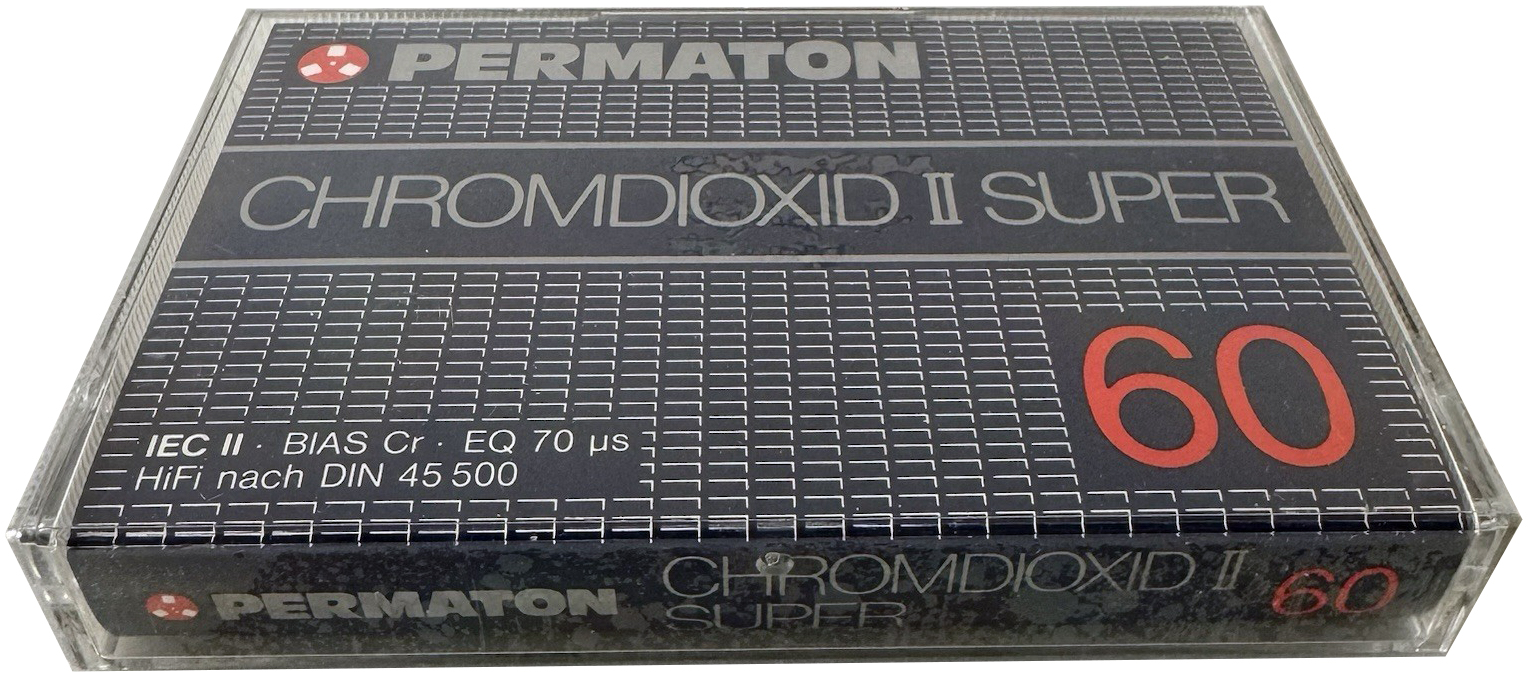 PERMATON
CHROMDIOXID II SUPER
60
IEC II · BIAS Cr · EQ 70 µs
HiFi nach DIN 45 500
PERMATON
CHROMDIOXID II
SUPER
60